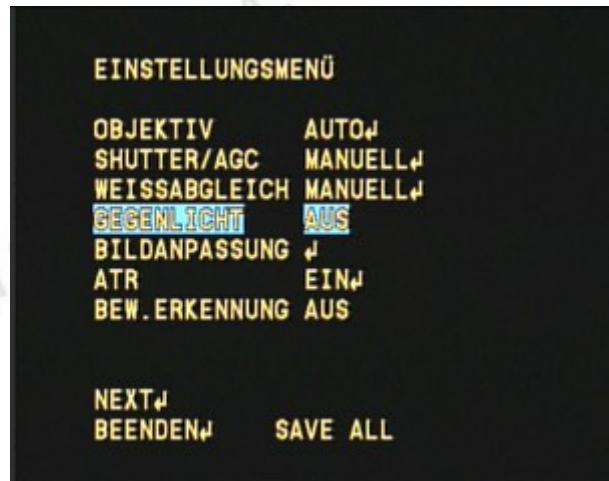 EINSTELLUNGSMENÜ
OBJEKTIV AUTO↵
SHUTTER/AGC MANUELL↵
WEISSABGLEICH MANUELL↵
GEGENLICHT AUS
BILDANPASSUNG ↵
ATR EIN↵
BEW.ERKENNUNG AUS
NEXT↵
BEENDEN↵ SAVE ALL